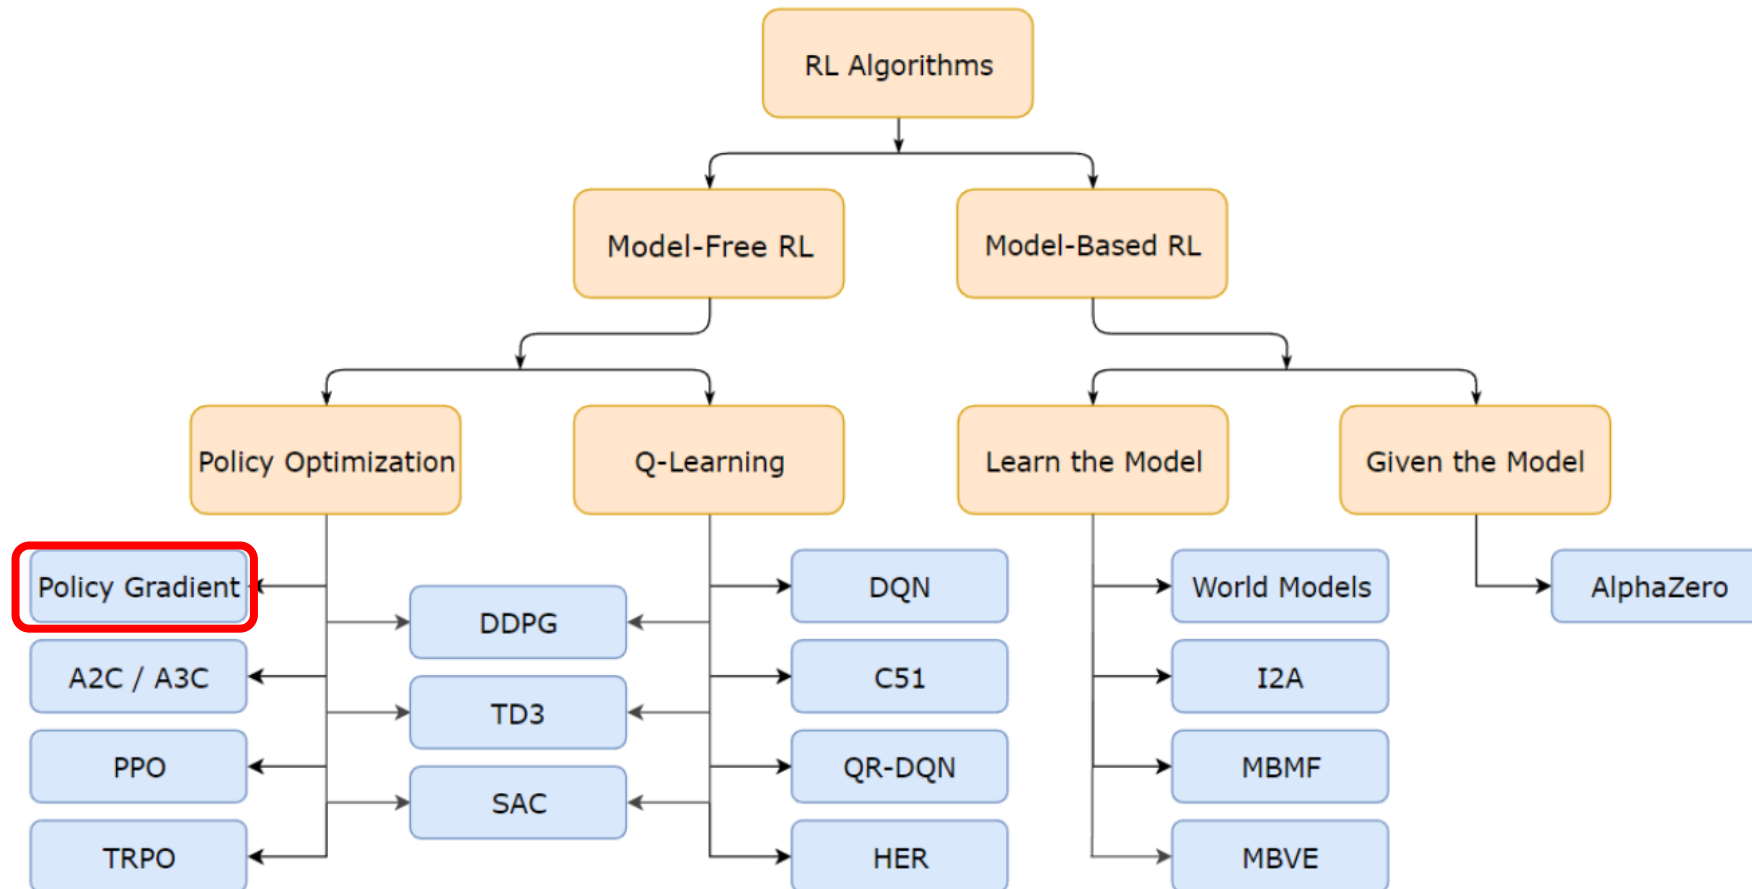 RL Algorithms
Model-Free RL
Model-Based RL
Policy Optimization
Q-Learning
Learn the Model
Given the Model
Policy Gradient
DDPG
DQN
World Models
AlphaZero
A2C / A3C
TD3
C51
I2A
PPO
SAC
QR-DQN
MBMF
TRPO
HER
MBVE